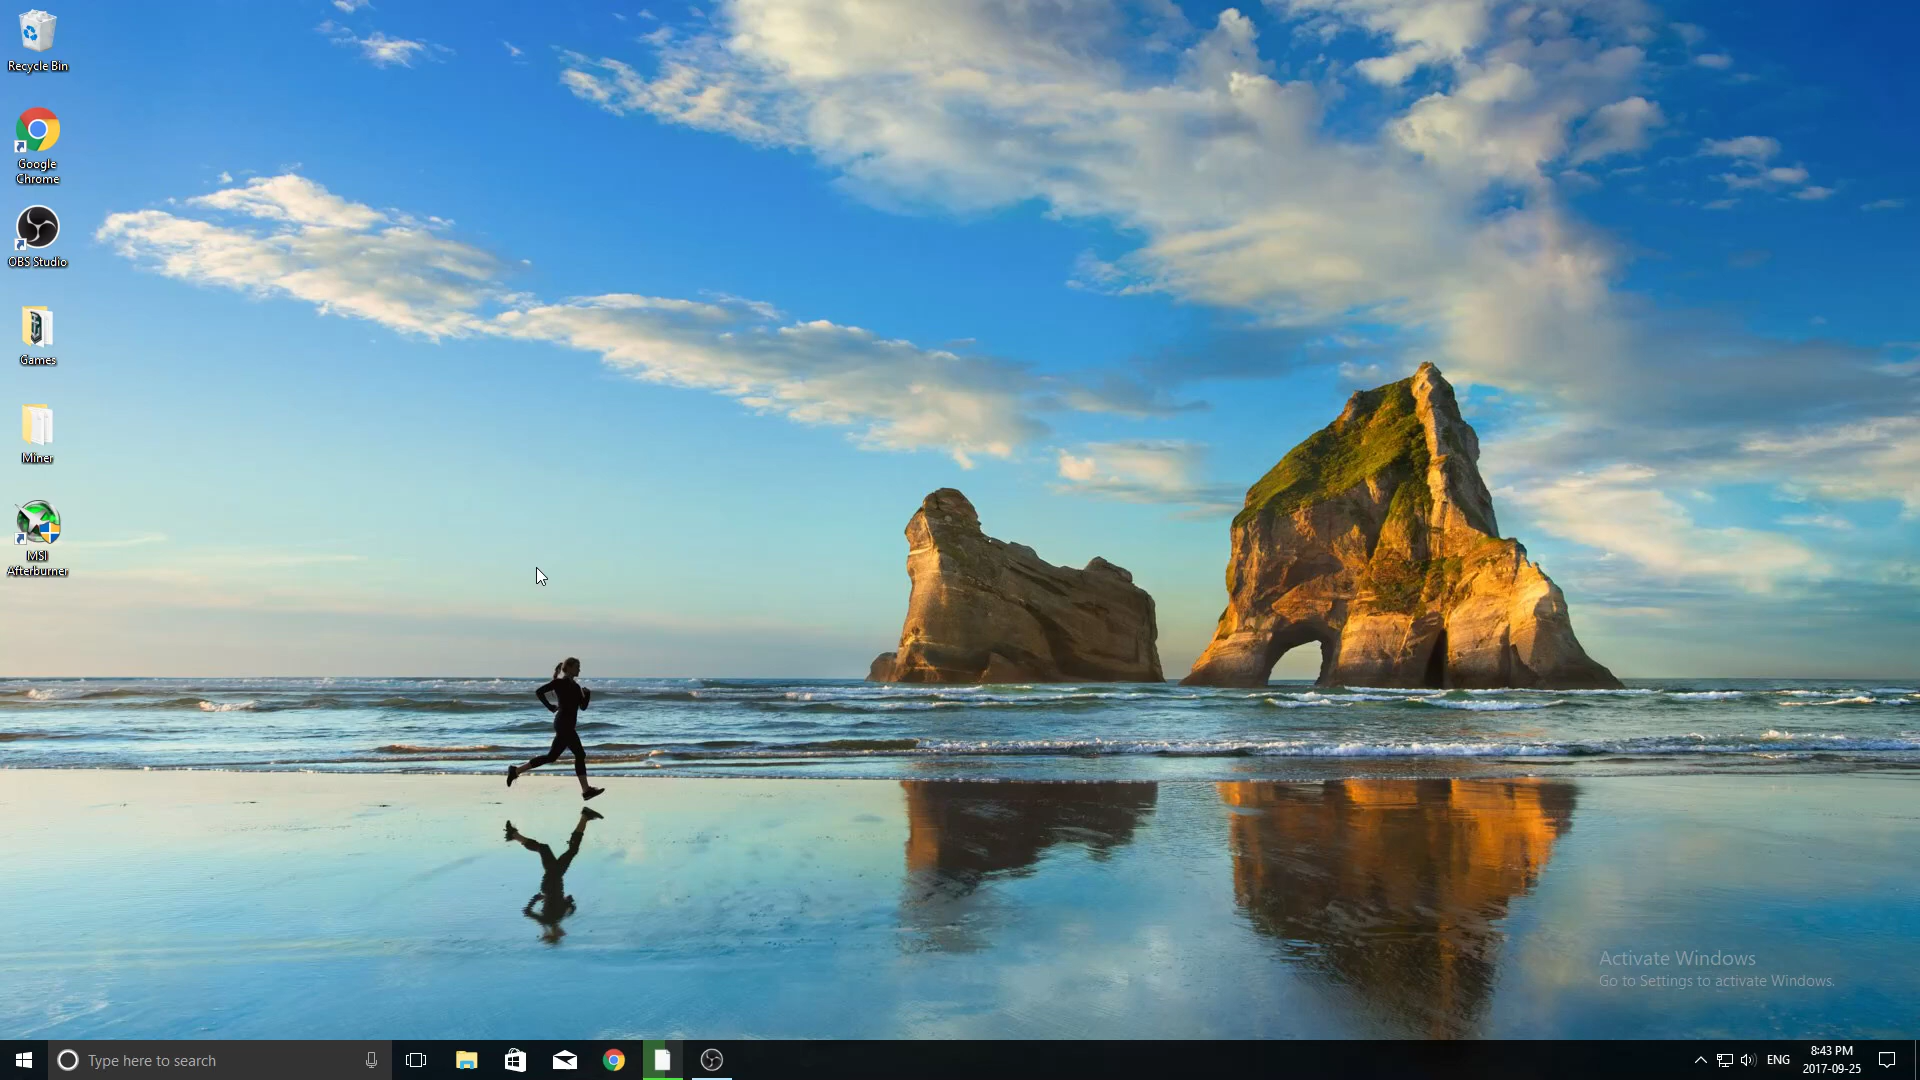 Recycle Bin
Google
Chrome
OBS Studio
Games
Miner
MSI
Afterburner
Activate Windows
Go to Settings to activate Windows.
Type here to search
ENG
8:43 PM
2017-09-25